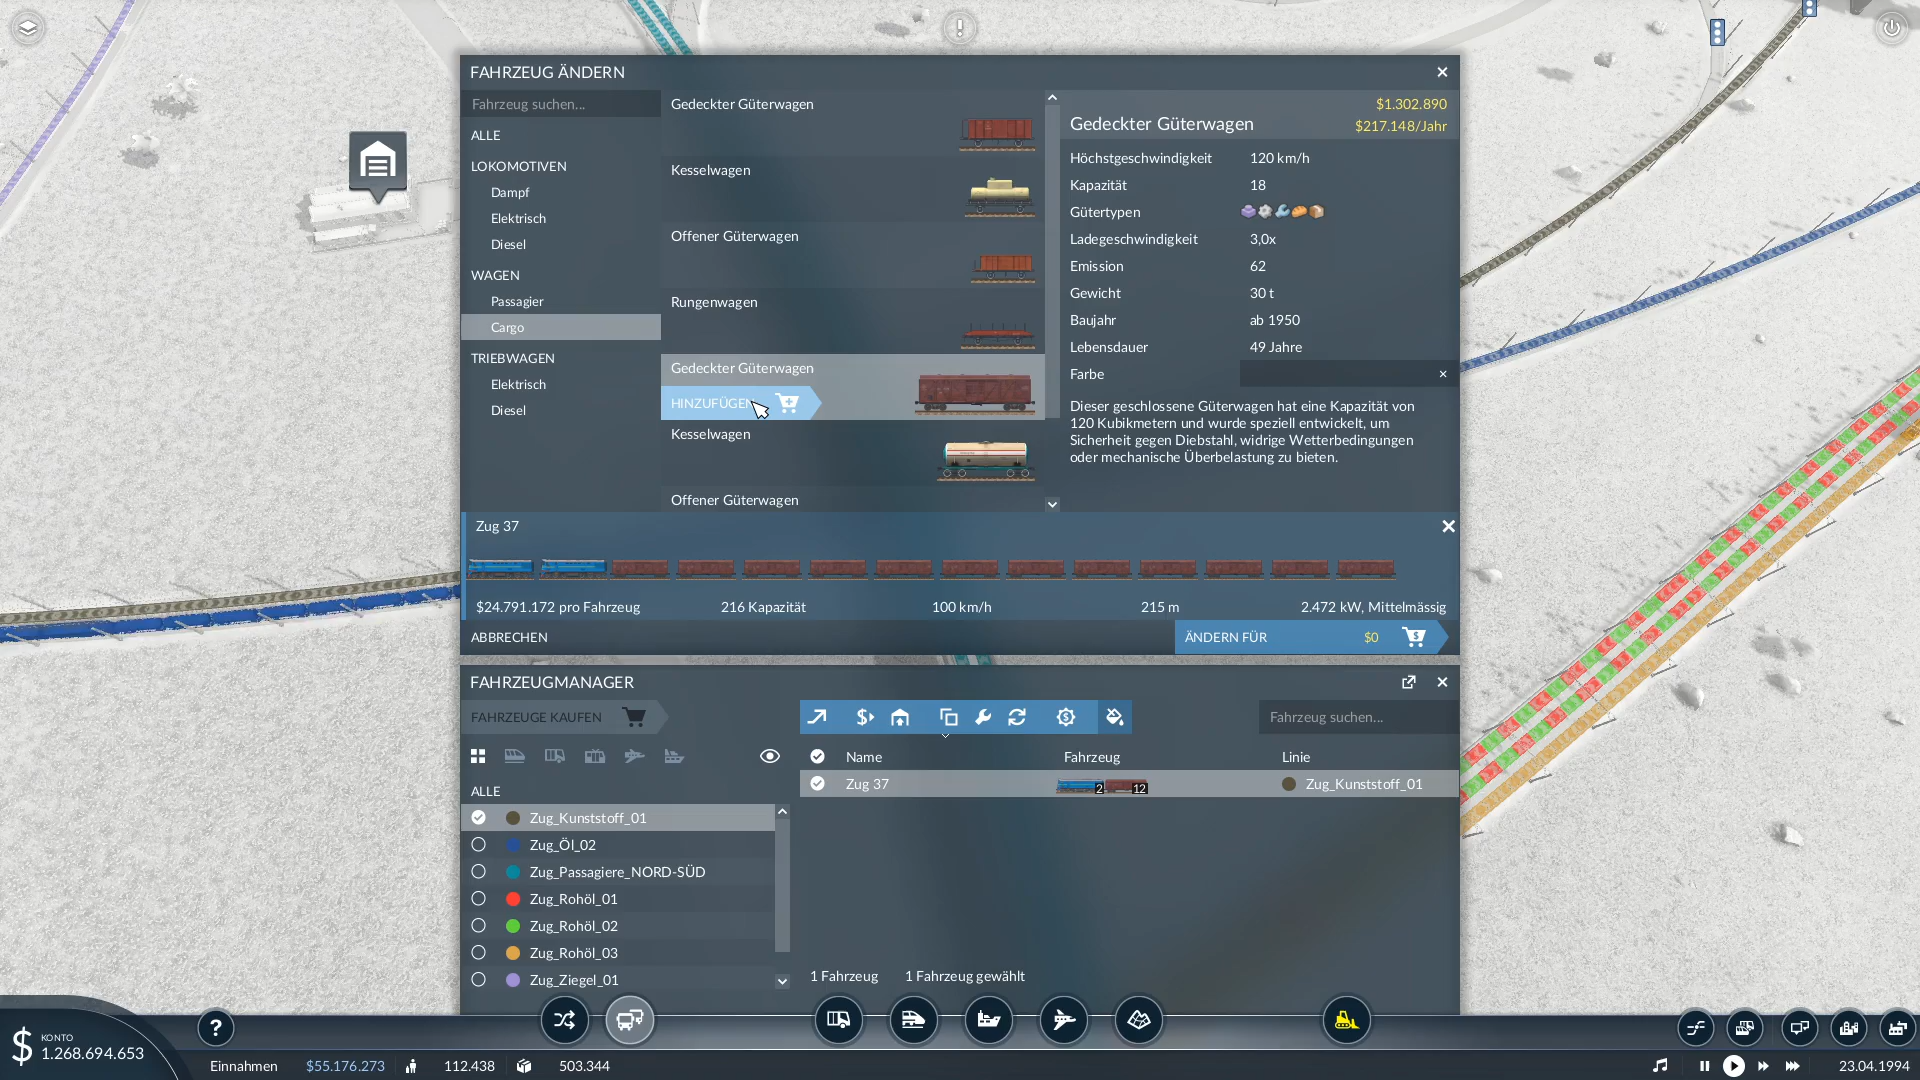 FAHRZEUG ÄNDERN
Fahrzeug suchen...
ALLE
LOKOMOTIVEN
Dampf
Elektrisch
Diesel
WAGEN
Passagier
Cargo
TRIEBWAGEN
Elektrisch
Diesel
Gedeckter Güterwagen
Kesselwagen
Offener Güterwagen
Rungenwagen
Gedeckter Güterwagen
HINZUFÜGEN
Kesselwagen
Offener Güterwagen
$1.302.890
Gedeckter Güterwagen
$217.148/Jahr
Höchstgeschwindigkeit 120 km/h
Kapazität 18
Gütertypen
Ladegeschwindigkeit 3,0x
Emission 62
Gewicht 30 t
Baujahr ab 1950
Lebensdauer 49 Jahre
Farbe
Dieser geschlossene Güterwagen hat eine Kapazität von
120 Kubikmetern und wurde speziell entwickelt, um
Sicherheit gegen Diebstahl, widrige Wetterbedingungen
oder mechanische Überbelastung zu bieten.
Zug 37
$24.791.172 pro Fahrzeug 216 Kapazität 100 km/h 215 m 2.472 kW, Mittelmässig
ABBRECHEN
ÄNDERN FÜR $0
FAHRZEUGMANAGER
FAHRZEUGE KAUFEN
Fahrzeug suchen...
ALLE
Zug_Kunststoff_01
Zug_Öl_02
Zug_Passagiere_NORD-SÜD
Zug_Rohöl_01
Zug_Rohöl_02
Zug_Rohöl_03
Zug_Ziegel_01
Name Fahrzeug Linie
Zug 37 2 12 Zug_Kunststoff_01
1 Fahrzeug 1 Fahrzeug gewählt
$ KONTO
1.268.694.653
?
Einnahmen $55.176.273 112.438 503.344
23.04.1994